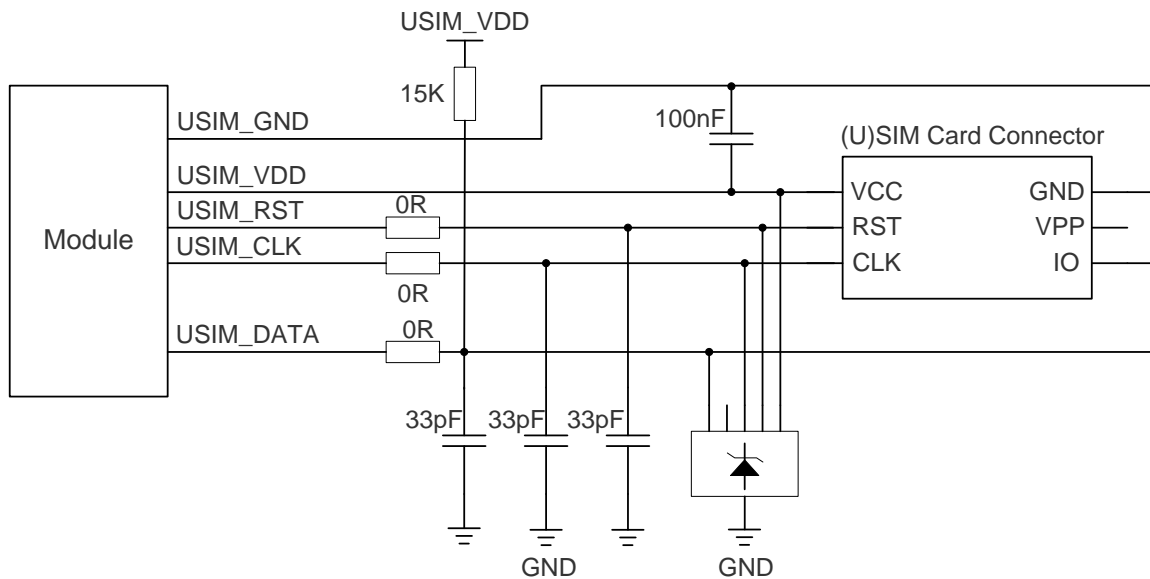 USIM_VDD
15K
USIM_GND
100nF
(U)SIM Card Connector
USIM_VDD
VCC
GND
USIM_RST
0R
RST
VPP
Module
USIM_CLK
CLK
IO
0R
USIM_DATA
0R
33pF
33pF
33pF
GND
GND